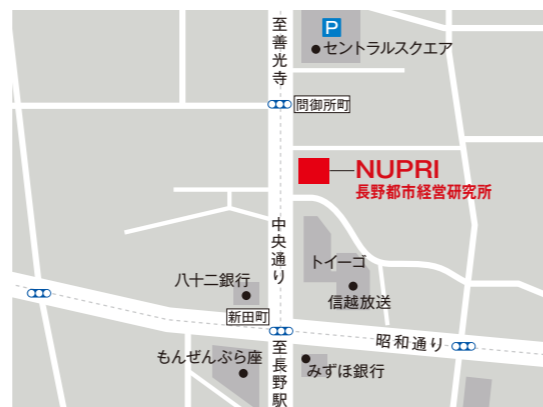 至善光寺
P
セントラルスクエア
問御所町
NUPRI
長野都市経営研究所
中央通り
トイーゴ
八十二銀行
信越放送
新田町
昭和通り
もんぜんぷら座
みずほ銀行
至長野駅